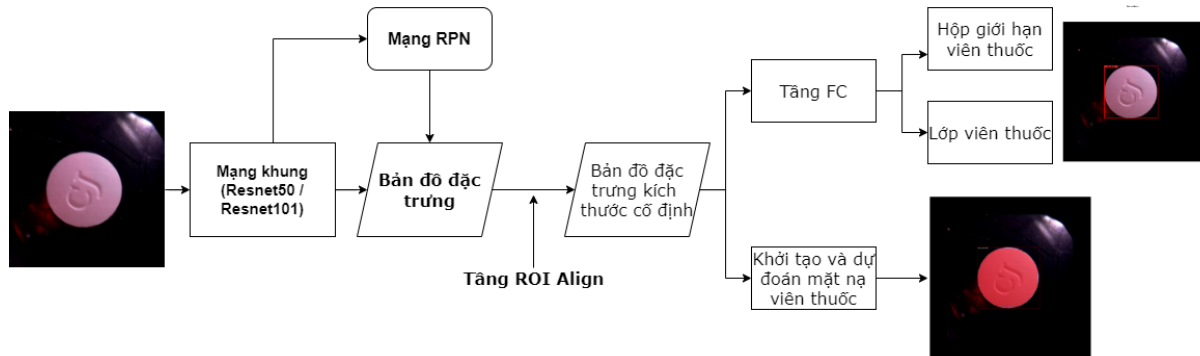 Mạng RPN
Mạng khung
(Resnet50 /
Resnet101)
Bản đồ đặc
trưng
Tầng ROI Align
Bản đồ đặc
trưng kích
thước cố định
Tầng FC
Hộp giới hạn
viên thuốc
Lớp viên thuốc
Khởi tạo và dự
đoán mặt nạ
viên thuốc